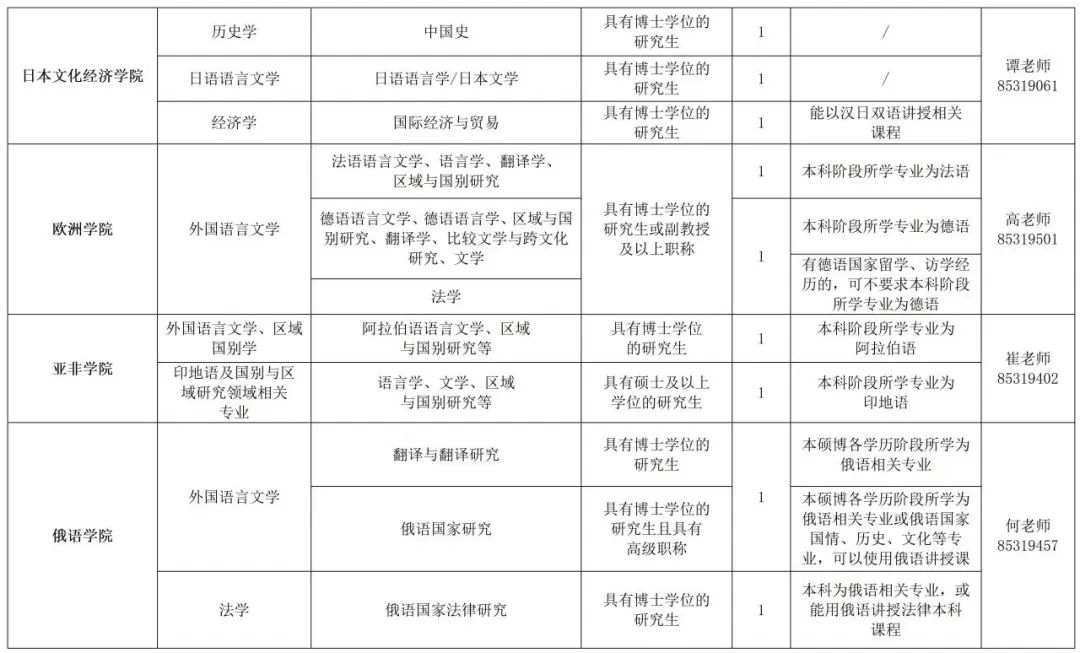 日本文化经济学院
历史学
中国史
具有博士学位的
研究生
1
/
谭老师
85319061
日语语言文学
日语语言学/日本文学
具有博士学位的
研究生
1
/
经济学
国际经济与贸易
具有博士学位的
研究生
1
能以汉日双语讲授相关
课程
欧洲学院
外国语言文学
法语语言文学、语言学、翻译学、
区域与国别研究
具有博士学位的
研究生或副教授
及以上职称
1
本科阶段所学专业为法语
高老师
85319501
德语语言文学、德语语言学、区域与国
别研究、翻译学、比较文学与跨文化
研究、文学
1
本科阶段所学专业为德语
法学
有德语国家留学、访学经
历的，可不要求本科阶段
所学专业为德语
亚非学院
外国语言文学、区域
国别学
阿拉伯语语言文学、区域
与国别研究等
具有博士学位
的研究生
1
本科阶段所学专业为
阿拉伯语
崔老师
85319402
印地语及国别与区
域研究领域相关
专业
语言学、文学、区域
与国别研究等
具有硕士及以上
学位的研究生
1
本科阶段所学专业为
印地语
俄语学院
外国语言文学
翻译与翻译研究
具有博士学位的
研究生
1
本硕博各学历阶段所学为
俄语相关专业
何老师
85319457
俄语国家研究
具有博士学位的
研究生且具有
高级职称
本硕博各学历阶段所学为
俄语相关专业或俄语国家
国情、历史、文化等专
业，可以使用俄语讲授课
法学
俄语国家法律研究
具有博士学位的
研究生
1
本科为俄语相关专业，或
能用俄语讲授法律本科
课程